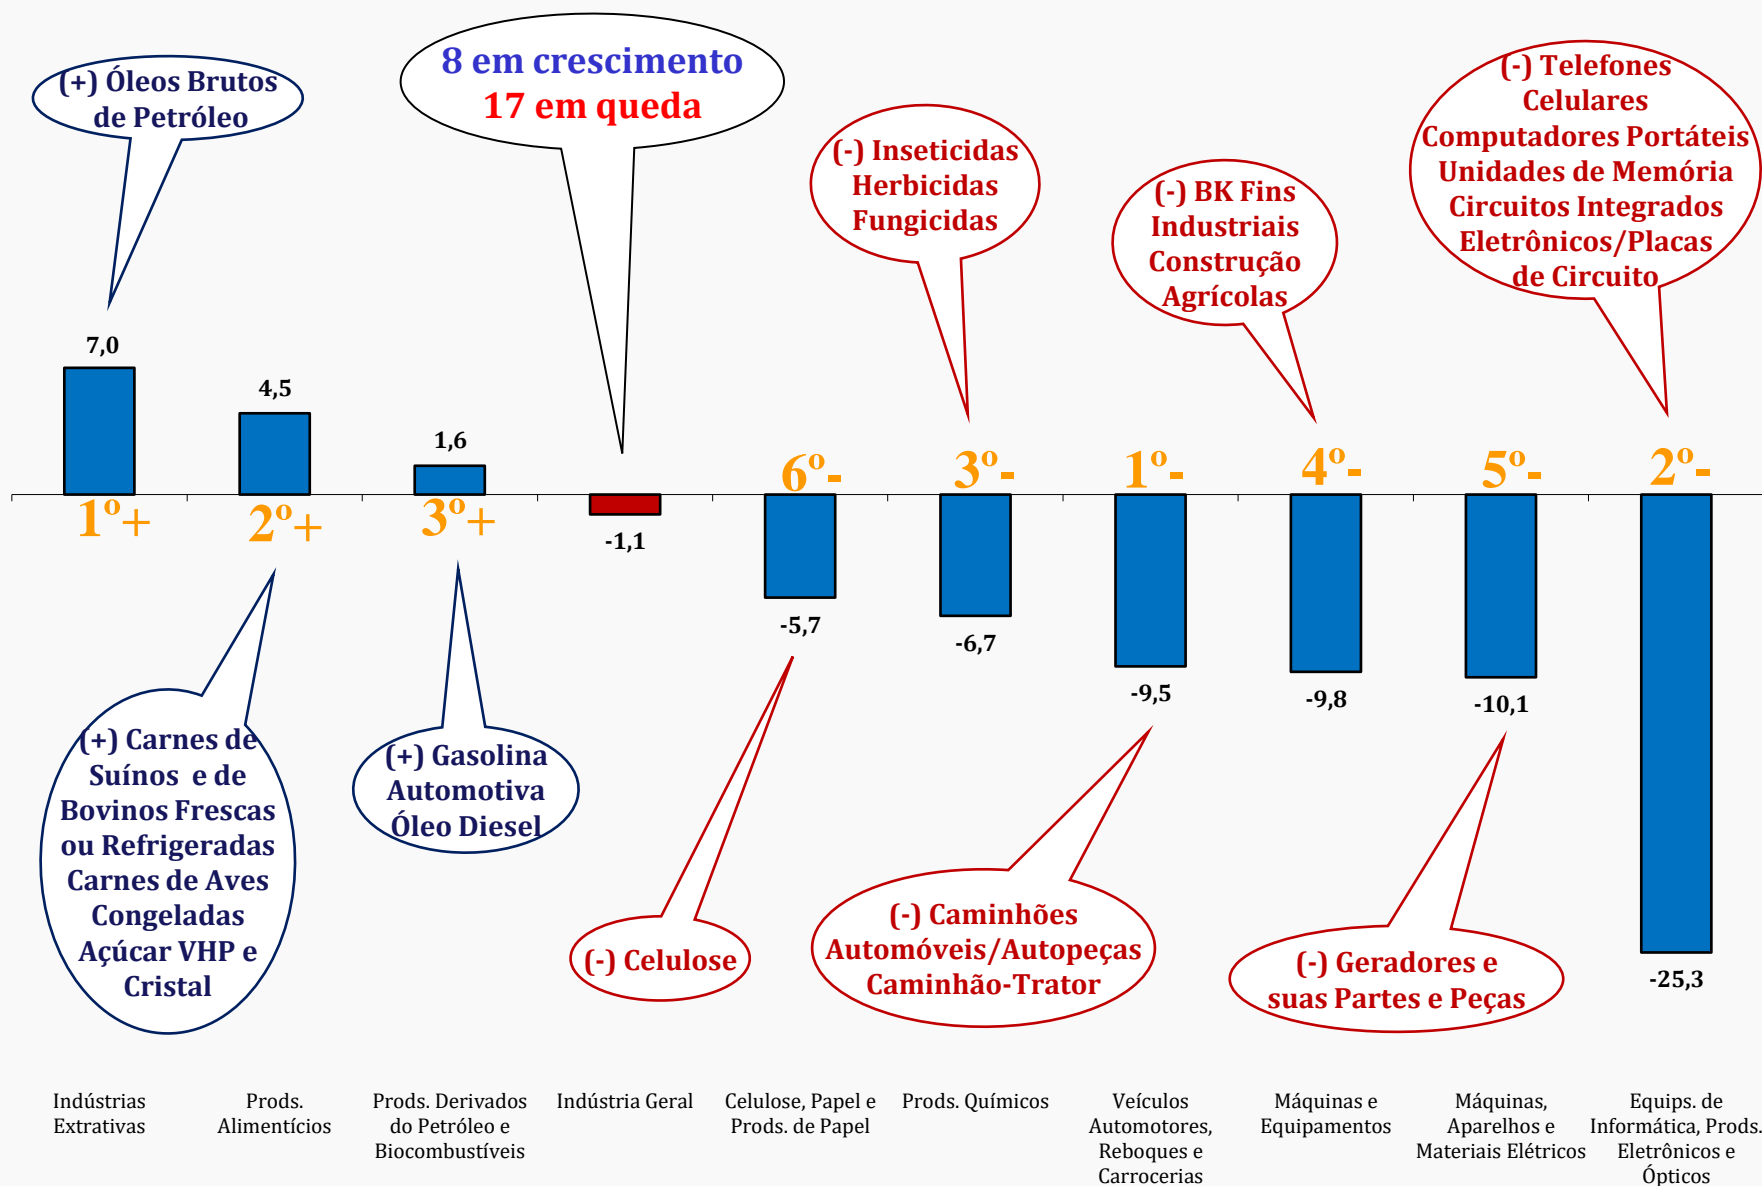 8 em crescimento
17 em queda
(+) Óleos Brutos
de Petróleo
(-) Inseticidas
Herbicidas
Fungicidas
(-) BK Fins
Industriais
Construção
Agrícolas
(-) Telefones
Celulares
Computadores Portáteis
Unidades de Memória
Circuitos Integrados
Eletrônicos/Placas
de Circuito
7,0
4,5
1,6
-1,1
-5,7
-6,7
-9,5
-9,8
-10,1
-25,3
1º+
2º+
3º+
6º-
3º-
1º-
4º-
5º-
2º-
(+) Carnes de
Suínos e de
Bovinos Frescas
ou Refrigeradas
Carnes de Aves
Congeladas
Açúcar VHP e
Cristal
(+) Gasolina
Automotiva
Óleo Diesel
(-) Celulose
(-) Caminhões
Automóveis/Autopeças
Caminhão-Trator
(-) Geradores e
suas Partes e Peças
Indústrias
Extrativas
Prods.
Alimentícios
Prods. Derivados
do Petróleo e
Biocombustíveis
Indústria Geral
Celulose, Papel e
Prods. de Papel
Prods. Químicos
Veículos
Automotores,
Reboques e
Carrocerias
Máquinas e
Equipamentos
Máquinas,
Aparelhos e
Materiais Elétricos
Equips. de
Informática, Prods.
Eletrônicos e
Ópticos